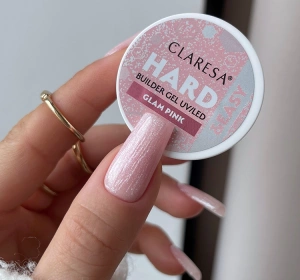 CLARESA®
HARD
BUILDER GEL UV/LED
GLAM PINK